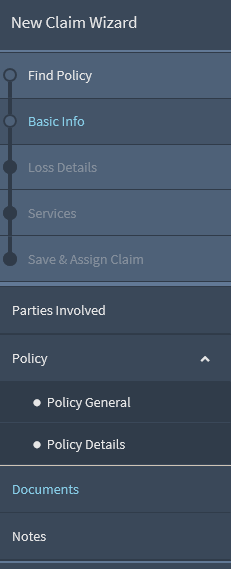 New Claim Wizard
Find Policy
Basic Info
Loss Details
Services
Save & Assign Claim
Parties Involved
Policy
Policy General
Policy Details
Documents
Notes